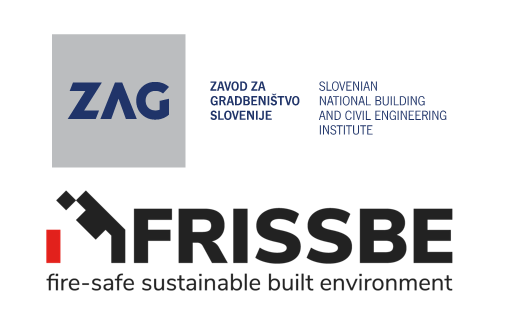 ZAG
ZAVOD ZA
GRADBENIŠTVO
SLOVENIJE
SLOVENIAN
NATIONAL BUILDING
AND CIVIL ENGINEERING
INSTITUTE
FRISSBE
fire-safe sustainable built environment